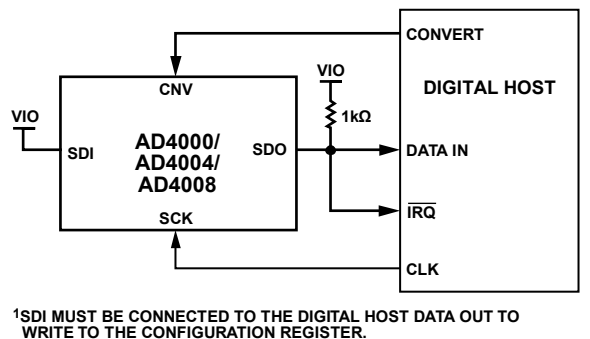 CONVERT
CNV
VIO
DIGITAL HOST
VIO
1kΩ
AD4000/
AD4004/
AD4008
SDI
SDO
DATA IN
IRQ
SCK
CLK
1SDI MUST BE CONNECTED TO THE DIGITAL HOST DATA OUT TO
WRITE TO THE CONFIGURATION REGISTER.